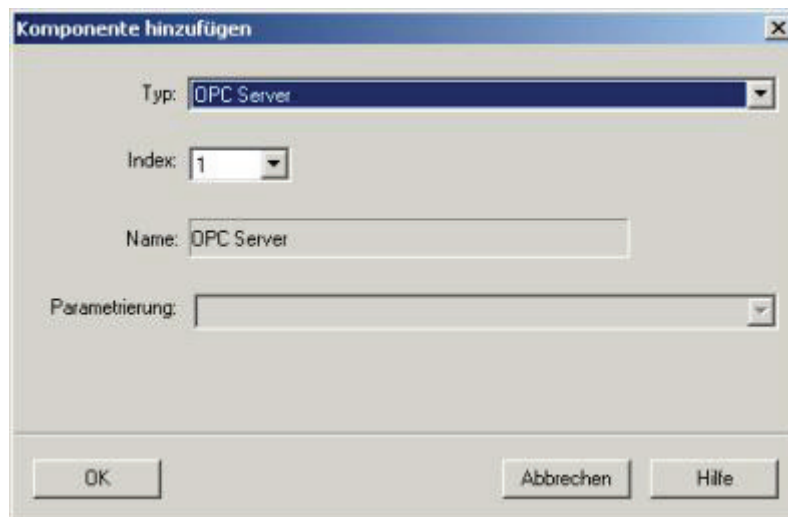 Komponente hinzufügen
Typ: OPC Server
Index: 1
Name: OPC Server
Parametrierung:
OK Abbrechen Hilfe